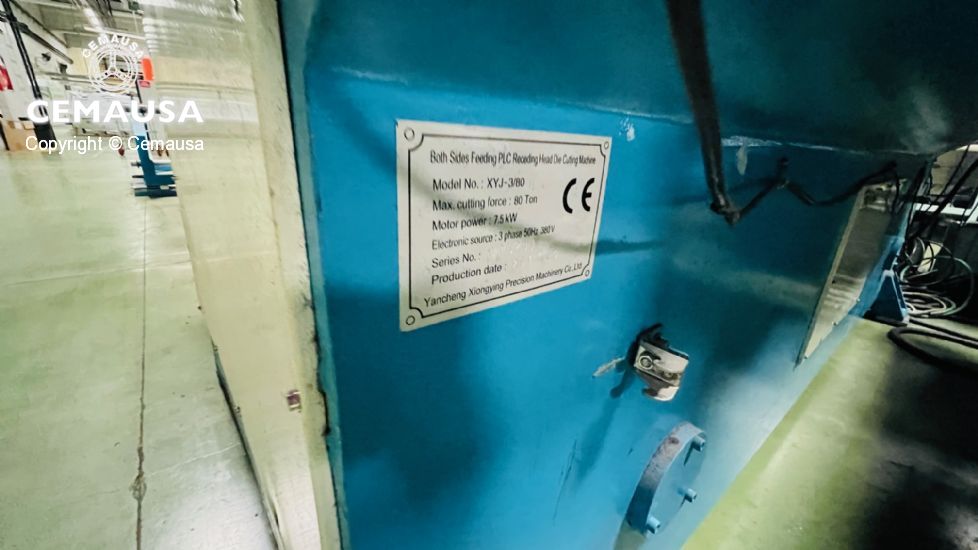 CEMAUSA
CEMAUSA
Copyright © Cemausa
Both Sides Feeding PLC Receding Head Die Cutting Machine
Model No. : XYJ-3/80
Max. cutting force : 80 Ton
Motor power : 7.5 kW
Electronic source : 3 phase 50Hz 380V
Series No. :
Production date :
CE
Yancheng Xiongying Precision Machinery Co.,Ltd